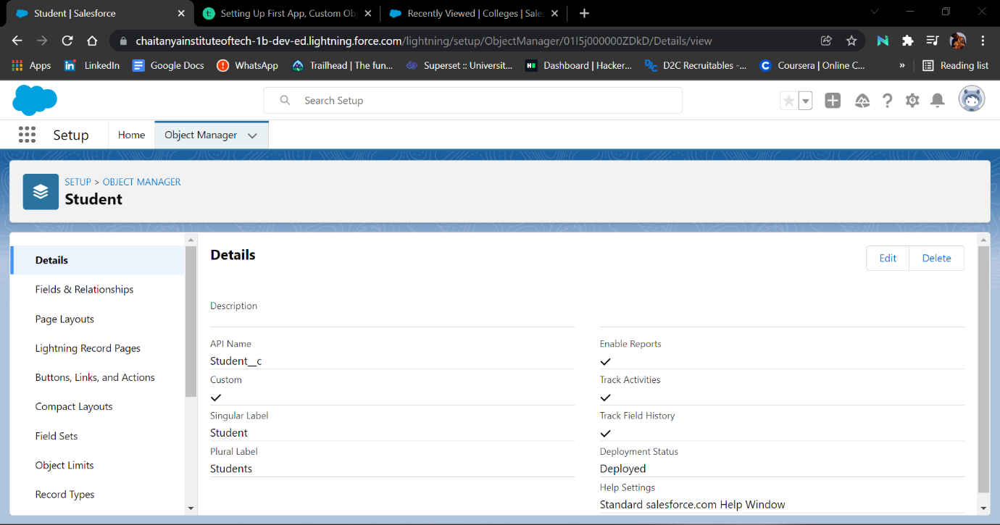 Student | Salesforce
Setting Up First App, Custom Ob
Recently Viewed | Colleges | Sale
chaitanyainstituteoftech-1b-dev-ed.lightning.force.com/lightning/setup/ObjectManager/01I5j000000ZDkD/Details/view
Apps
LinkedIn
Google Docs
WhatsApp
Trailhead | The fun...
Superset :: Universit...
Dashboard | Hacker...
D2C Recruitables -...
Coursera | Online C...
»
Reading list
Search Setup
Setup
Home
Object Manager
SETUP > OBJECT MANAGER
Student
Details
Fields & Relationships
Page Layouts
Lightning Record Pages
Buttons, Links, and Actions
Compact Layouts
Field Sets
Object Limits
Record Types
Details
Edit
Delete
Description
API Name
Student__c
Custom
Singular Label
Student
Plural Label
Students
Enable Reports
Track Activities
Track Field History
Deployment Status
Deployed
Help Settings
Standard salesforce.com Help Window